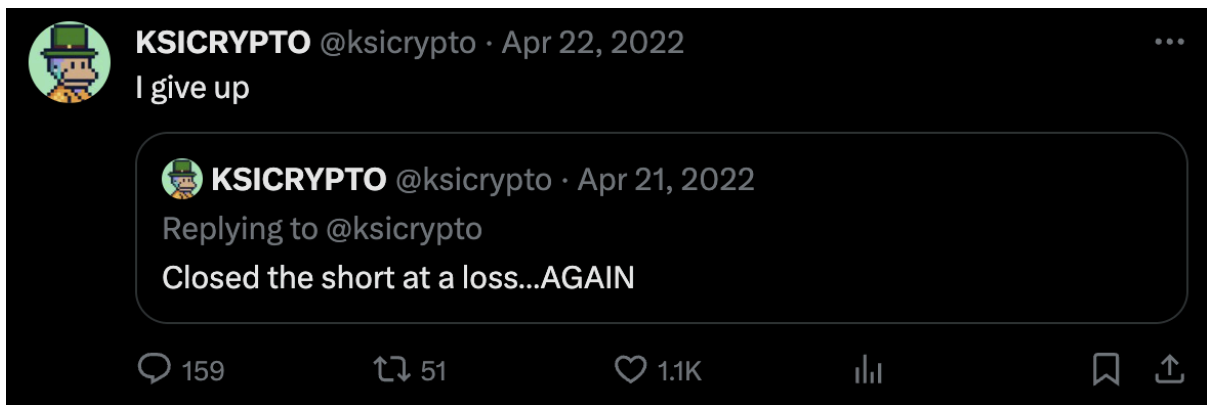 KSICRYPTO @ksicrypto · Apr 22, 2022
I give up
KSICRYPTO @ksicrypto · Apr 21, 2022
Replying to @ksicrypto
Closed the short at a loss...AGAIN
159 51 1.1K